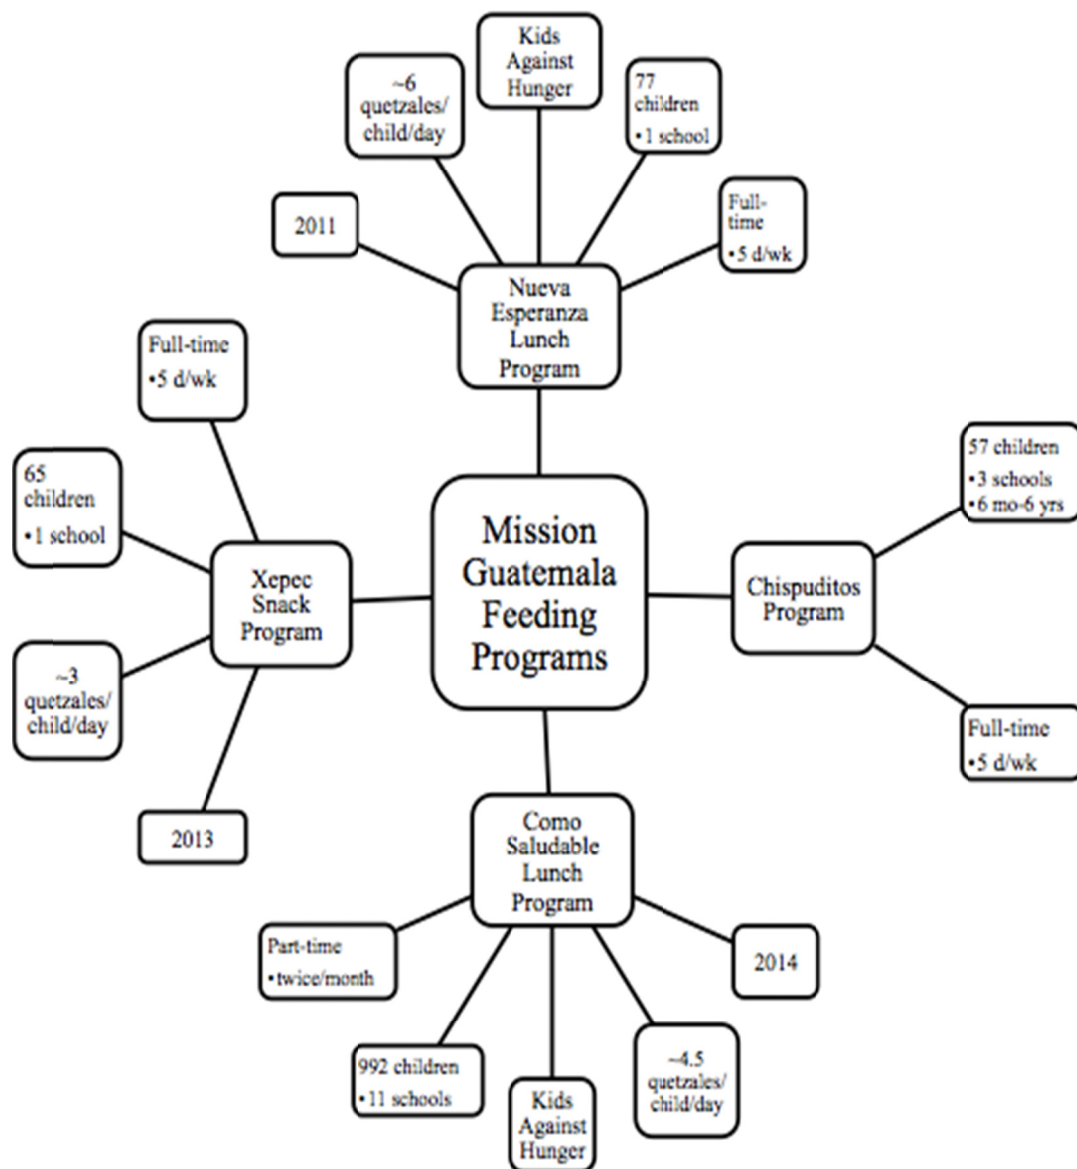 Kids
Against
Hunger
~6
quetzales/
child/day
77
children
•1 school
2011
Full-
time
•5 d/wk
Nueva
Esperanza
Lunch
Program
Full-time
•5 d/wk
65
children
•1 school
Xepec
Snack
Program
~3
quetzales/
child/day
2013
Mission
Guatemala
Feeding
Programs
57 children
•3 schools
•6 mo-6 yrs
Chispuditos
Program
Full-time
•5 d/wk
Como
Saludable
Lunch
Program
Part-time
•twice/month
992 children
•11 schools
Kids
Against
Hunger
~4.5
quetzales/
child/day
2014